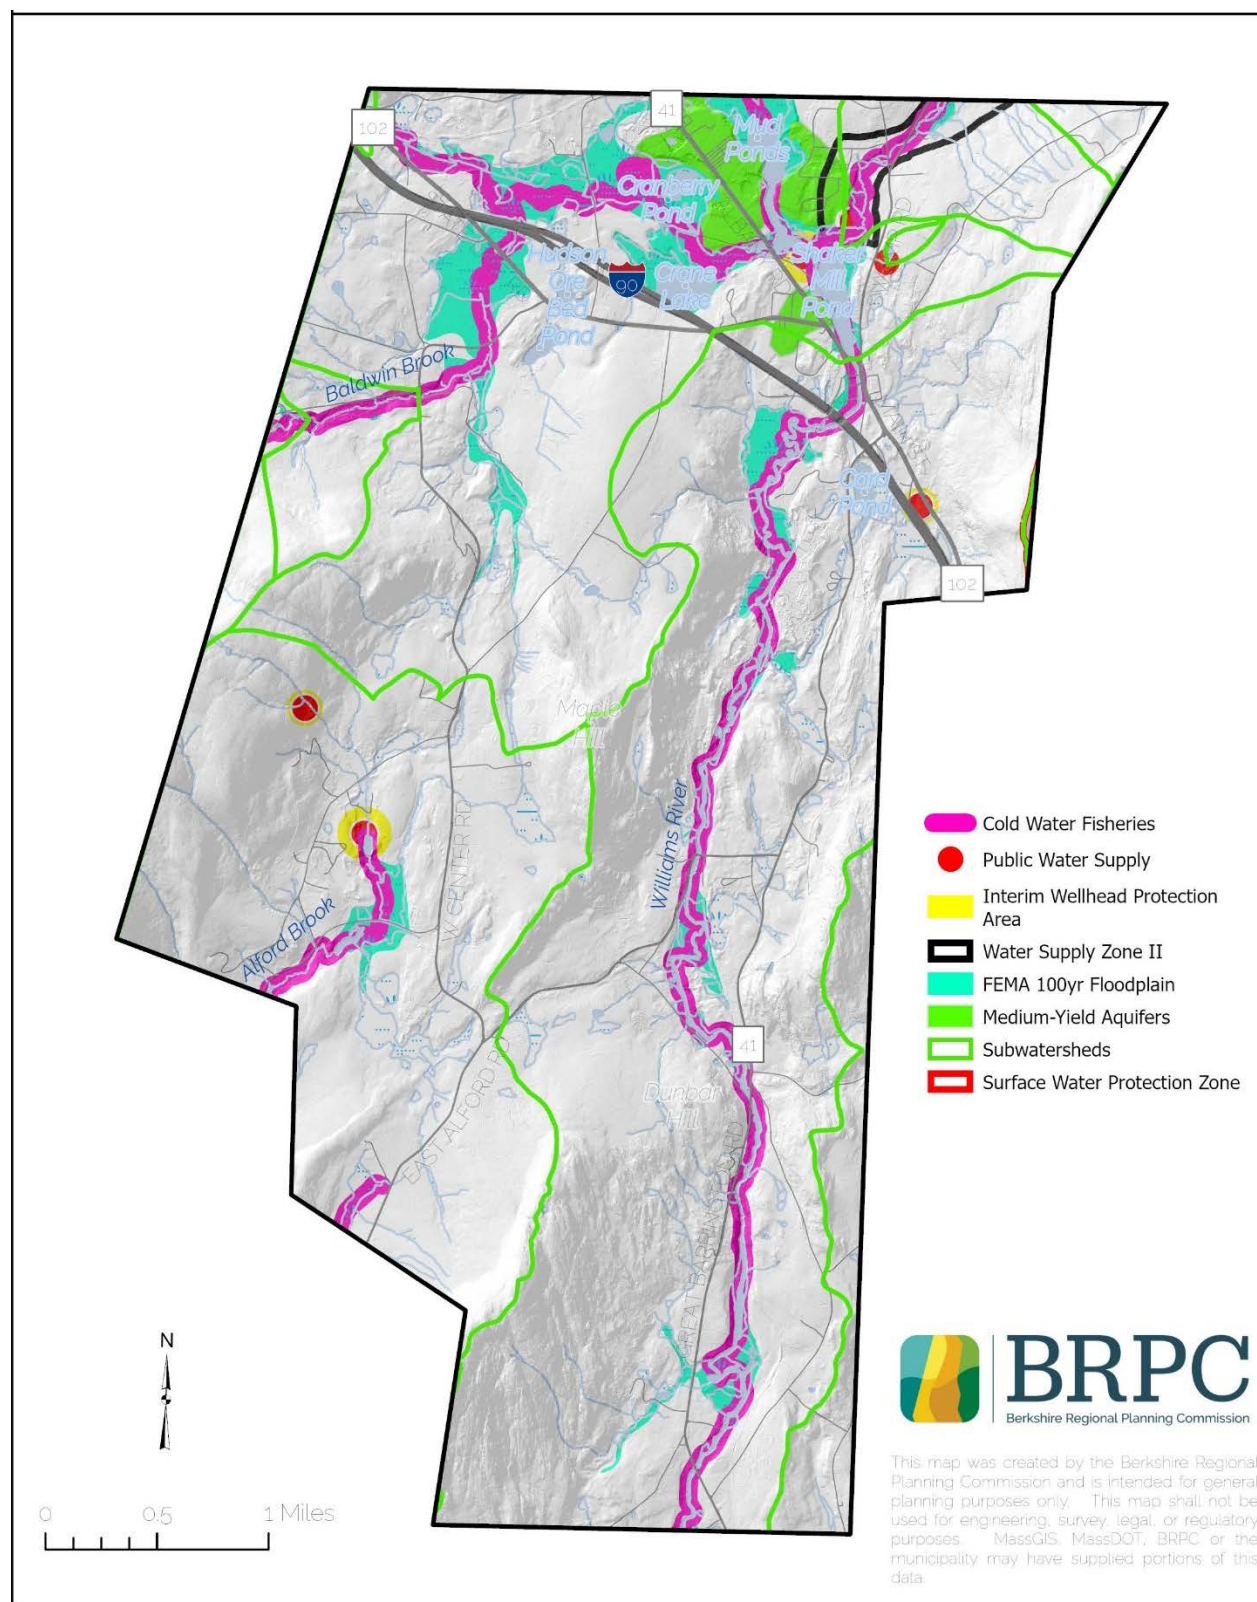 102
41
Mud
Ponds
Cranberry
Pond
Hudson
Ore
Bed
Pond
90
Crane
Lake
Shaker
Mill
Pond
Baldwin Brook
Card
Pond
102
Maple
Hill
W CENTER RD
Williams River
Alford Brook
41
EAST ALFORD RD
Dunbar
Hill
GREAT BARRINGTON RD
Cold Water Fisheries
Public Water Supply
Interim Wellhead Protection
Area
Water Supply Zone II
FEMA 100yr Floodplain
Medium-Yield Aquifers
Subwatersheds
Surface Water Protection Zone
N
0 0.5 1 Miles
BRPC
Berkshire Regional Planning Commission
This map was created by the Berkshire Regional
Planning Commission and is intended for general
planning purposes only. This map shall not be
used for engineering, survey, legal, or regulatory
purposes. MassGIS, MassDOT, BRPC or the
municipality may have supplied portions of this
data.